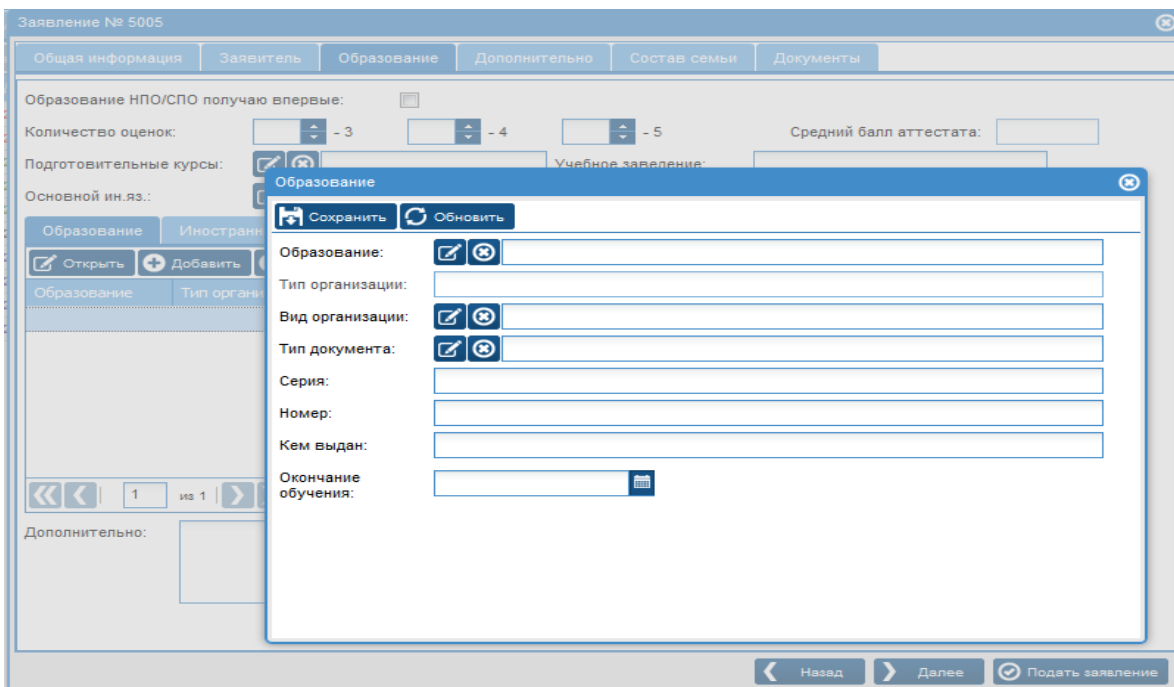 Заявление № 5005
Общая информация Заявитель Образование Дополнительно Состав семьи Документы
Образование НПО/СПО получаю впервые:
Количество оценок: - 3 - 4 - 5 Средний балл аттестата:
Подготовительные курсы: Учебное заведение:
Основной ин.яз.:
Образование Иностранн
Открыть Добавить
Образование Тип органи
1 из 1
Дополнительно:
Образование
Сохранить Обновить
Образование:
Тип организации:
Вид организации:
Тип документа:
Серия:
Номер:
Кем выдан:
Окончание
обучения:
Назад Далее Подать заявление